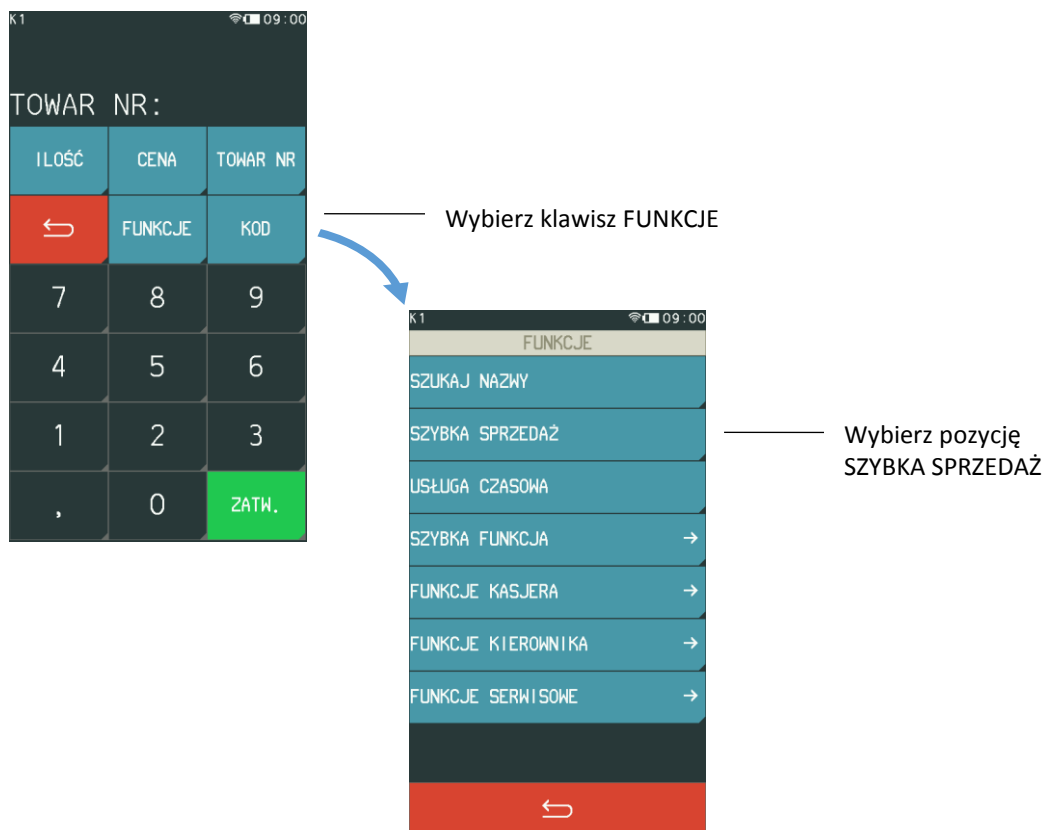 K1 09:00
TOWAR NR:
ILOŚĆ CENA TOWAR NR
FUNKCJE KOD
7 8 9
4 5 6
1 2 3
, 0 ZATW.
Wybierz klawisz FUNKCJE
K1 09:00
FUNKCJE
SZUKAJ NAZWY
SZYBKA SPRZEDAŻ
USŁUGA CZASOWA
SZYBKA FUNKCJA →
FUNKCJE KASJERA →
FUNKCJE KIEROWNIKA →
FUNKCJE SERWISOWE →
Wybierz pozycję
SZYBKA SPRZEDAŻ